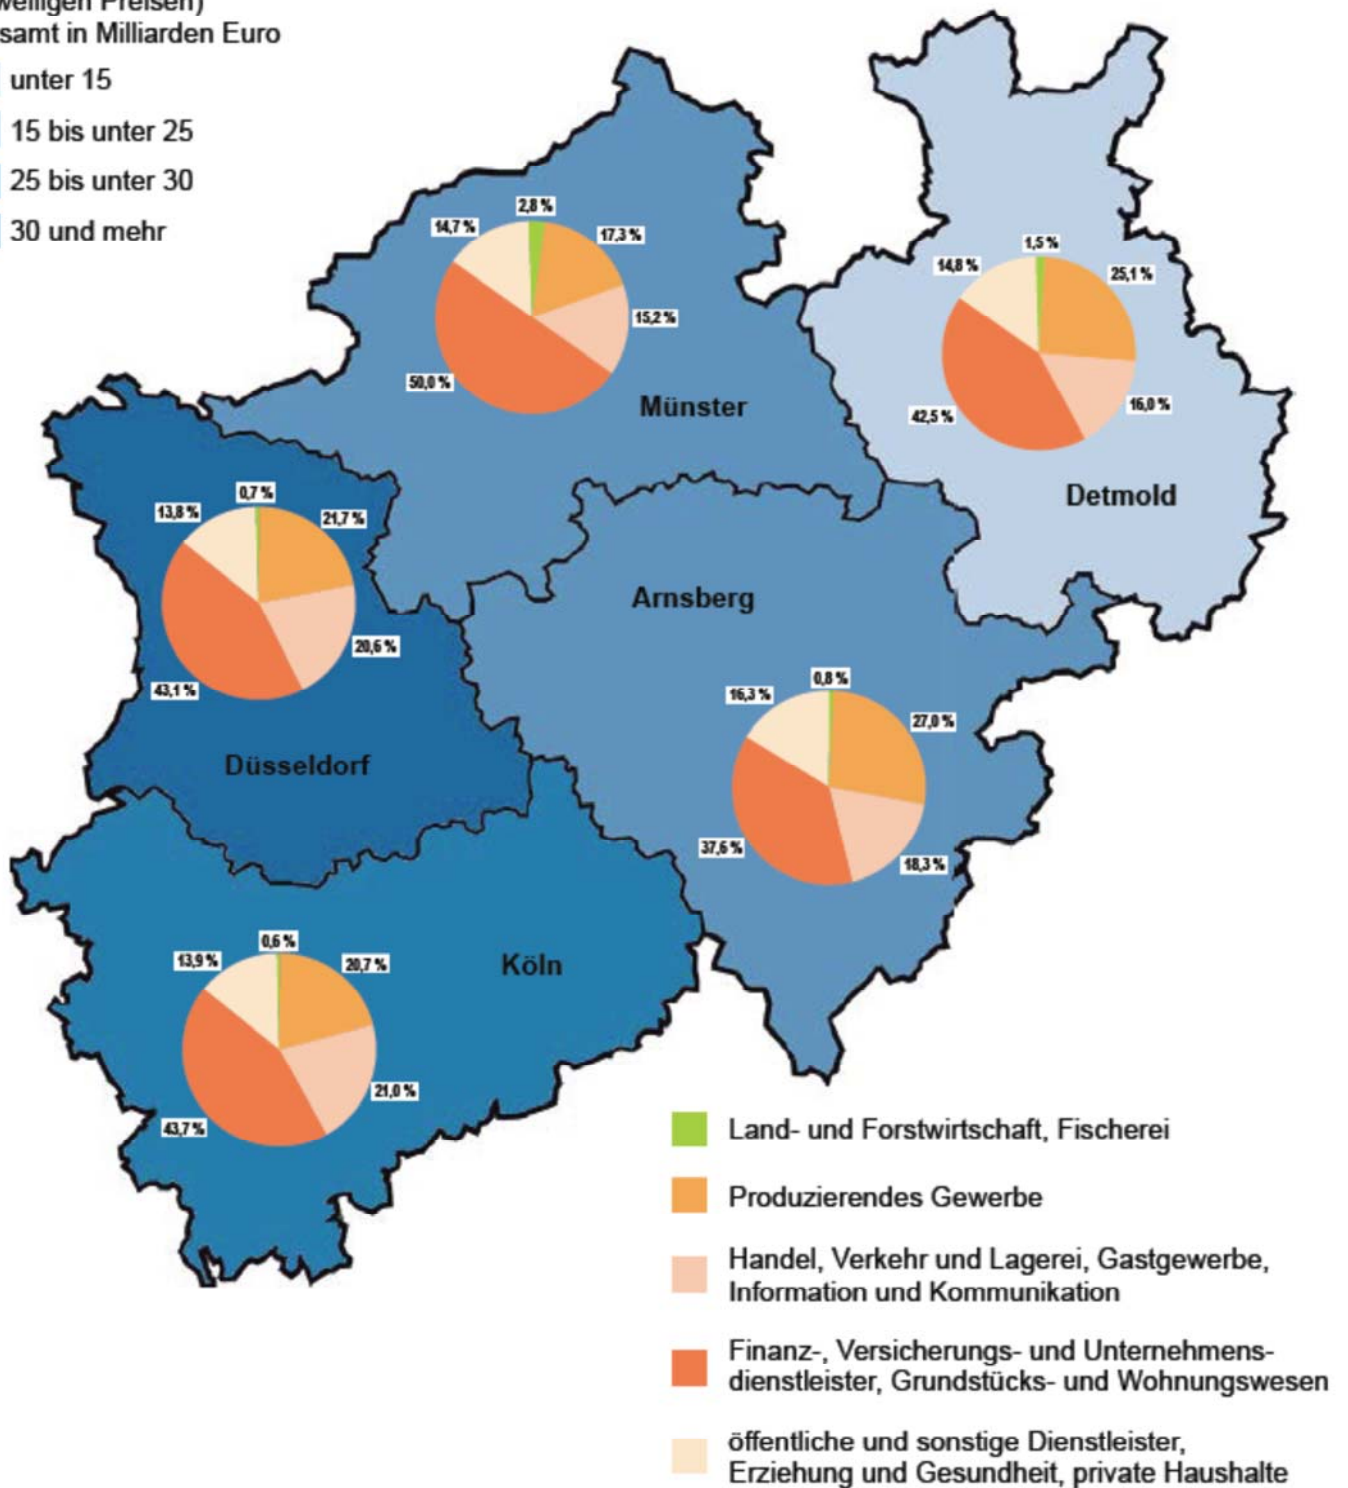 samt in Milliarden Euro
unter 15
15 bis unter 25
25 bis unter 30
30 und mehr
2,8 %
14,7 %
17,3 %
15,2 %
50,0 %
Münster
1,5 %
14,8 %
25,1 %
16,0 %
42,5 %
Detmold
0,7 %
13,8 %
21,7 %
20,6 %
43,1 %
Düsseldorf
Arnsberg
0,8 %
16,3 %
27,0 %
37,6 %
18,3 %
0,6 %
13,9 %
20,7 %
Köln
21,0 %
43,7 %
Land- und Forstwirtschaft, Fischerei
Produzierendes Gewerbe
Handel, Verkehr und Lagerei, Gastgewerbe,
Information und Kommunikation
Finanz-, Versicherungs- und Unternehmens-
dienstleister, Grundstücks- und Wohnungswesen
öffentliche und sonstige Dienstleister,
Erziehung und Gesundheit, private Haushalte